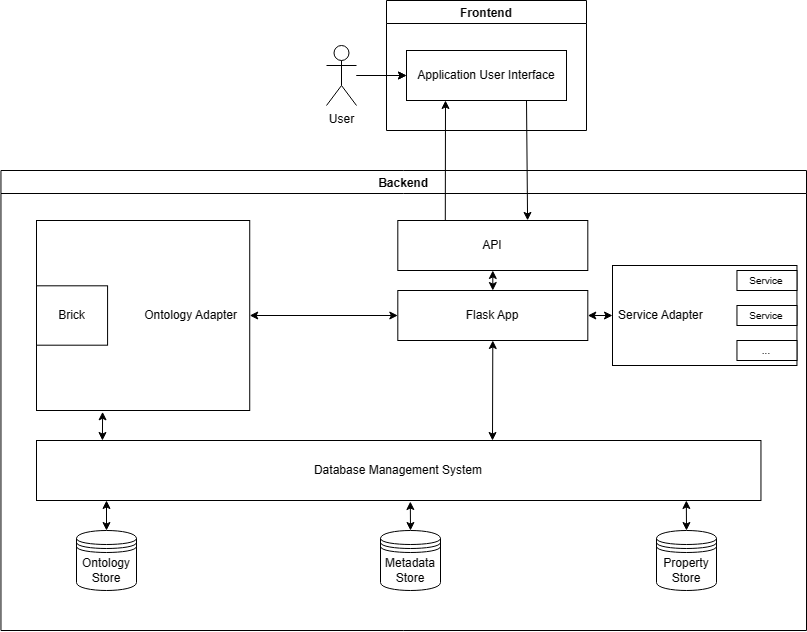 Frontend
Application User Interface
User
Backend
API
Service
Brick
Ontology Adapter
Flask App
Service Adapter
Service
...
Database Management System
Ontology
Store
Metadata
Store
Property
Store